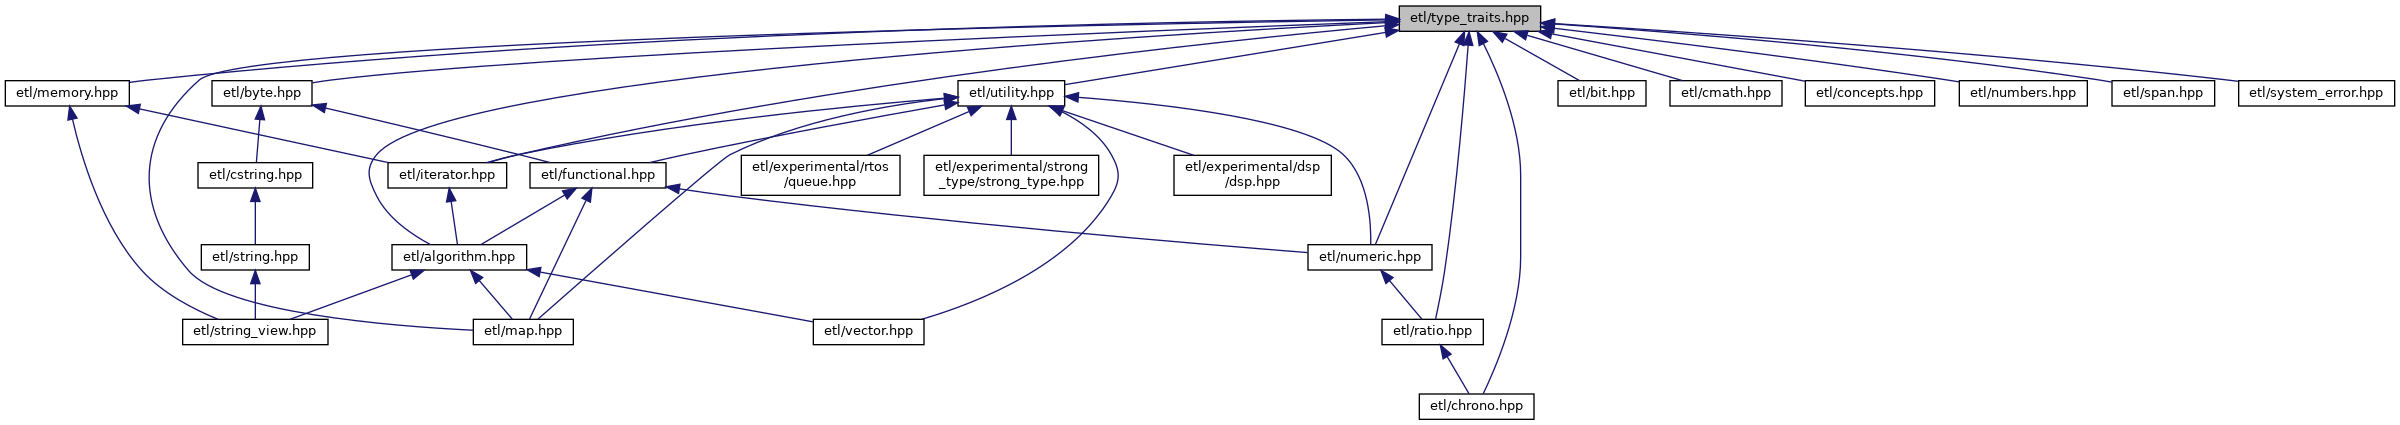 etl/type_traits.hpp
etl/memory.hpp
etl/byte.hpp
etl/utility.hpp
etl/bit.hpp
etl/cmath.hpp
etl/concepts.hpp
etl/numbers.hpp
etl/span.hpp
etl/system_error.hpp
etl/cstring.hpp
etl/iterator.hpp
etl/functional.hpp
etl/experimental/rtos
/queue.hpp
etl/experimental/strong
_type/strong_type.hpp
etl/experimental/dsp
/dsp.hpp
etl/string.hpp
etl/algorithm.hpp
etl/numeric.hpp
etl/string_view.hpp
etl/map.hpp
etl/vector.hpp
etl/ratio.hpp
etl/chrono.hpp